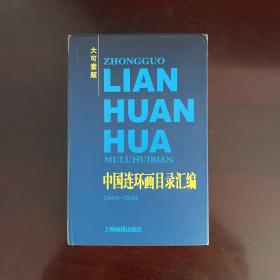 大可堂版
ZHONGGUO
LIAN
HUAN
HUA
MULUHUIBIAN
中国连环画目录汇编
1949-1994
上海画报出版社